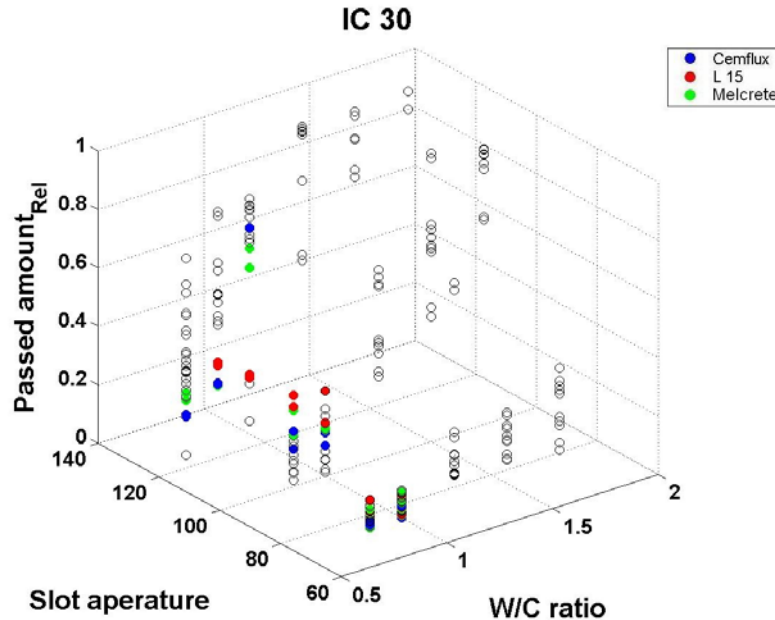 IC 30
Cemflux
L 15
Melcrete
1
0.8
0.6
0.4
0.2
0
Passed amount_Rel
140
120
100
80
60
Slot aperature
0.5
1
1.5
2
W/C ratio